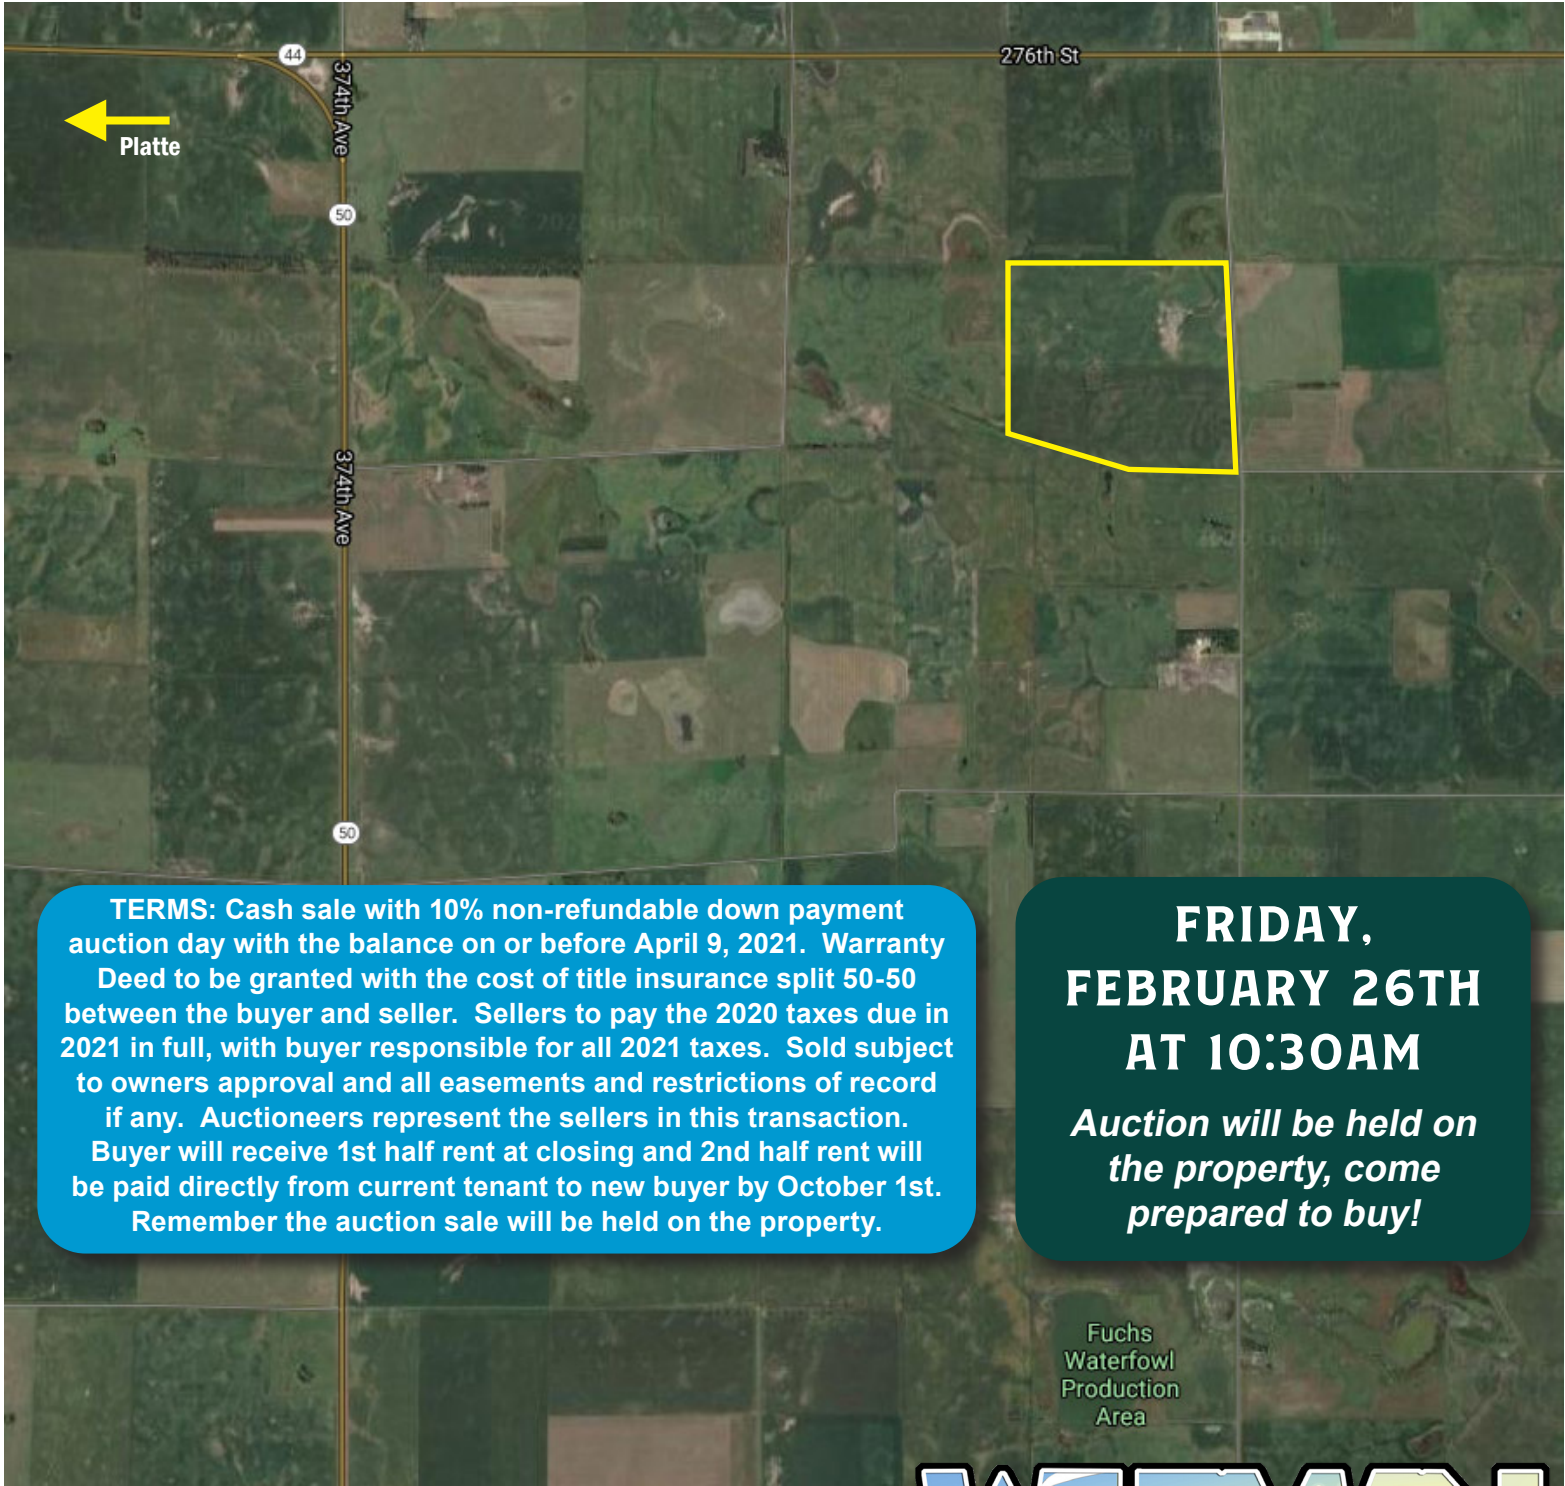 44
276th St
374th Ave
Platte
50
374th Ave
50
TERMS: Cash sale with 10% non-refundable down payment
auction day with the balance on or before April 9, 2021. Warranty
Deed to be granted with the cost of title insurance split 50-50
between the buyer and seller. Sellers to pay the 2020 taxes due in
2021 in full, with buyer responsible for all 2021 taxes. Sold subject
to owners approval and all easements and restrictions of record
if any. Auctioneers represent the sellers in this transaction.
Buyer will receive 1st half rent at closing and 2nd half rent will
be paid directly from current tenant to new buyer by October 1st.
Remember the auction sale will be held on the property.
FRIDAY,
FEBRUARY 26TH
AT 10:30AM
Auction will be held on
the property, come
prepared to buy!
Fuchs
Waterfowl
Production
Area